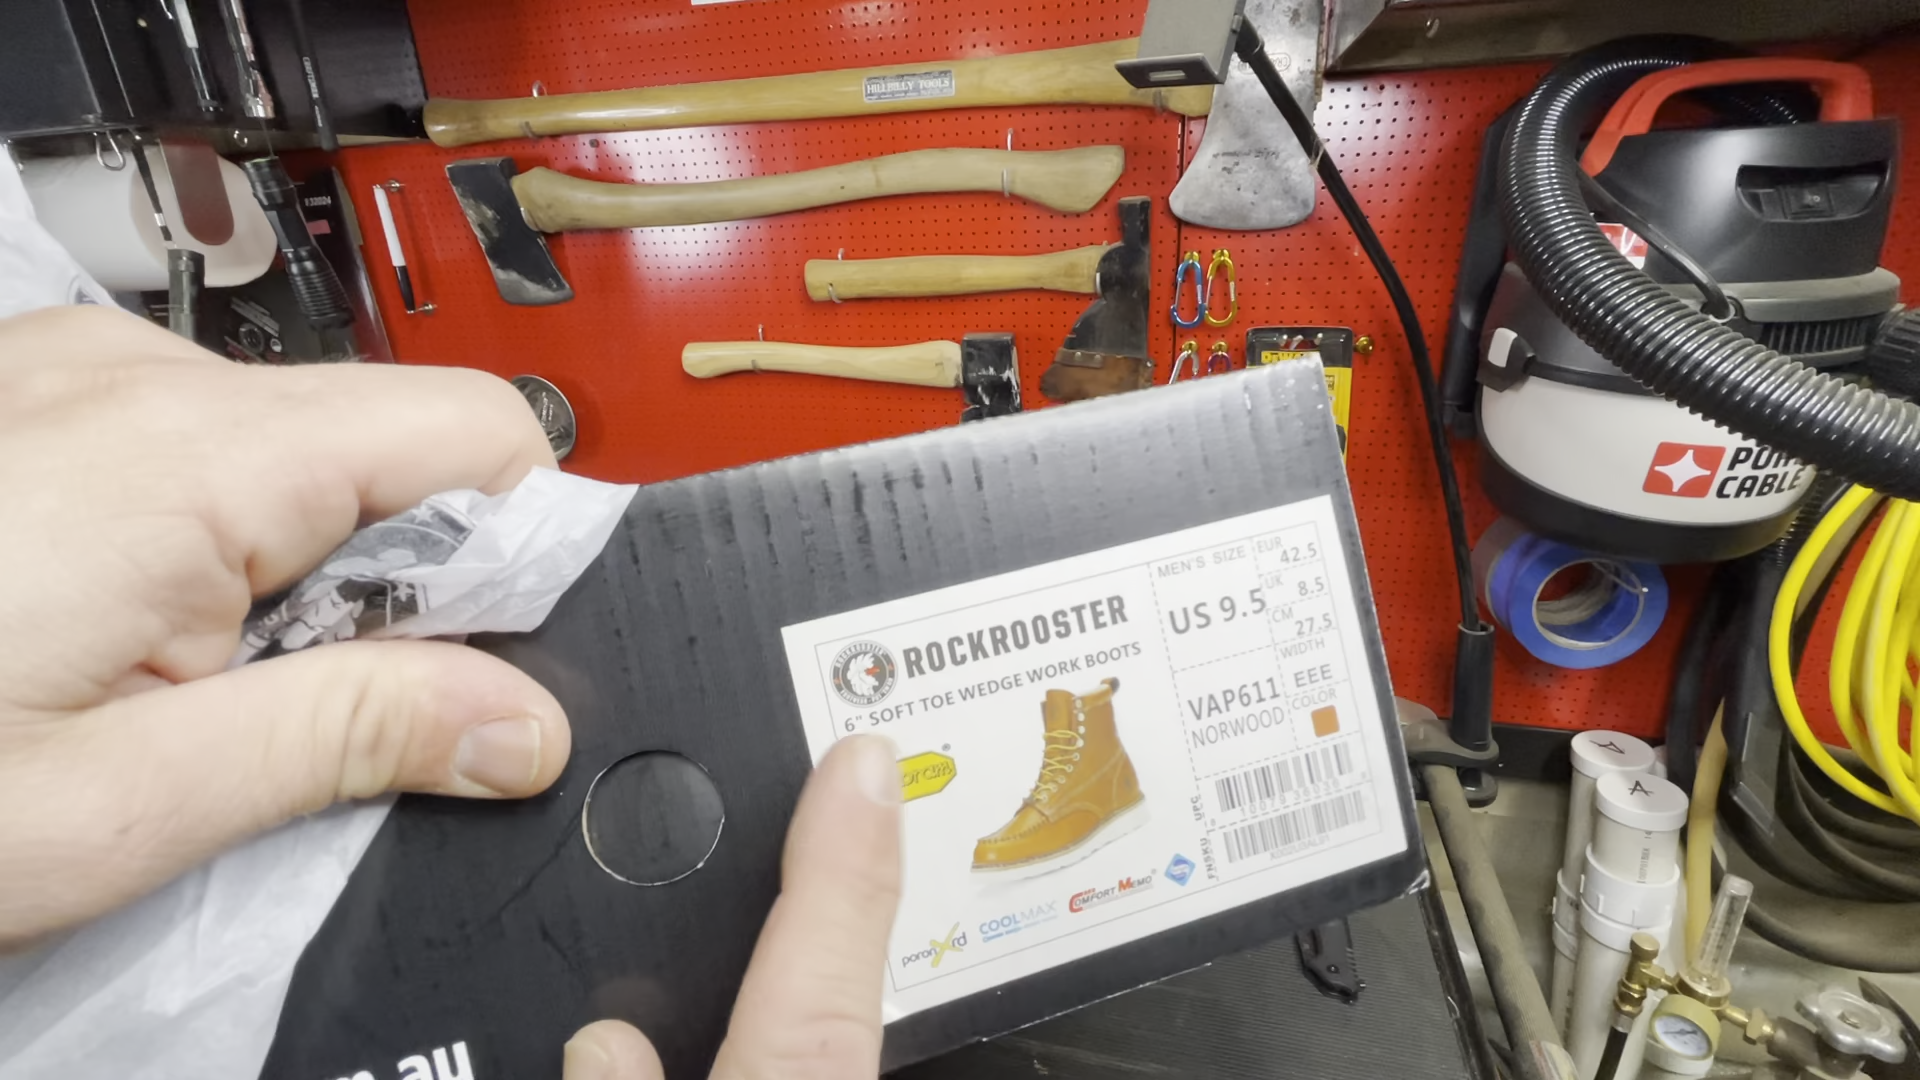 HILLBILLY TOOLS
PORTER
CABLE
ROCKROOSTER
6" SOFT TOE WEDGE WORK BOOTS
MEN'S SIZE
US 9.5
EUR
42.5
UK
8.5
CM
27.5
WIDTH
EEE
VAP611
NORWOOD
COLOR
UPC
FNSKU
poron Xrd
COOLMAX
COMFORT MEMO
A
A